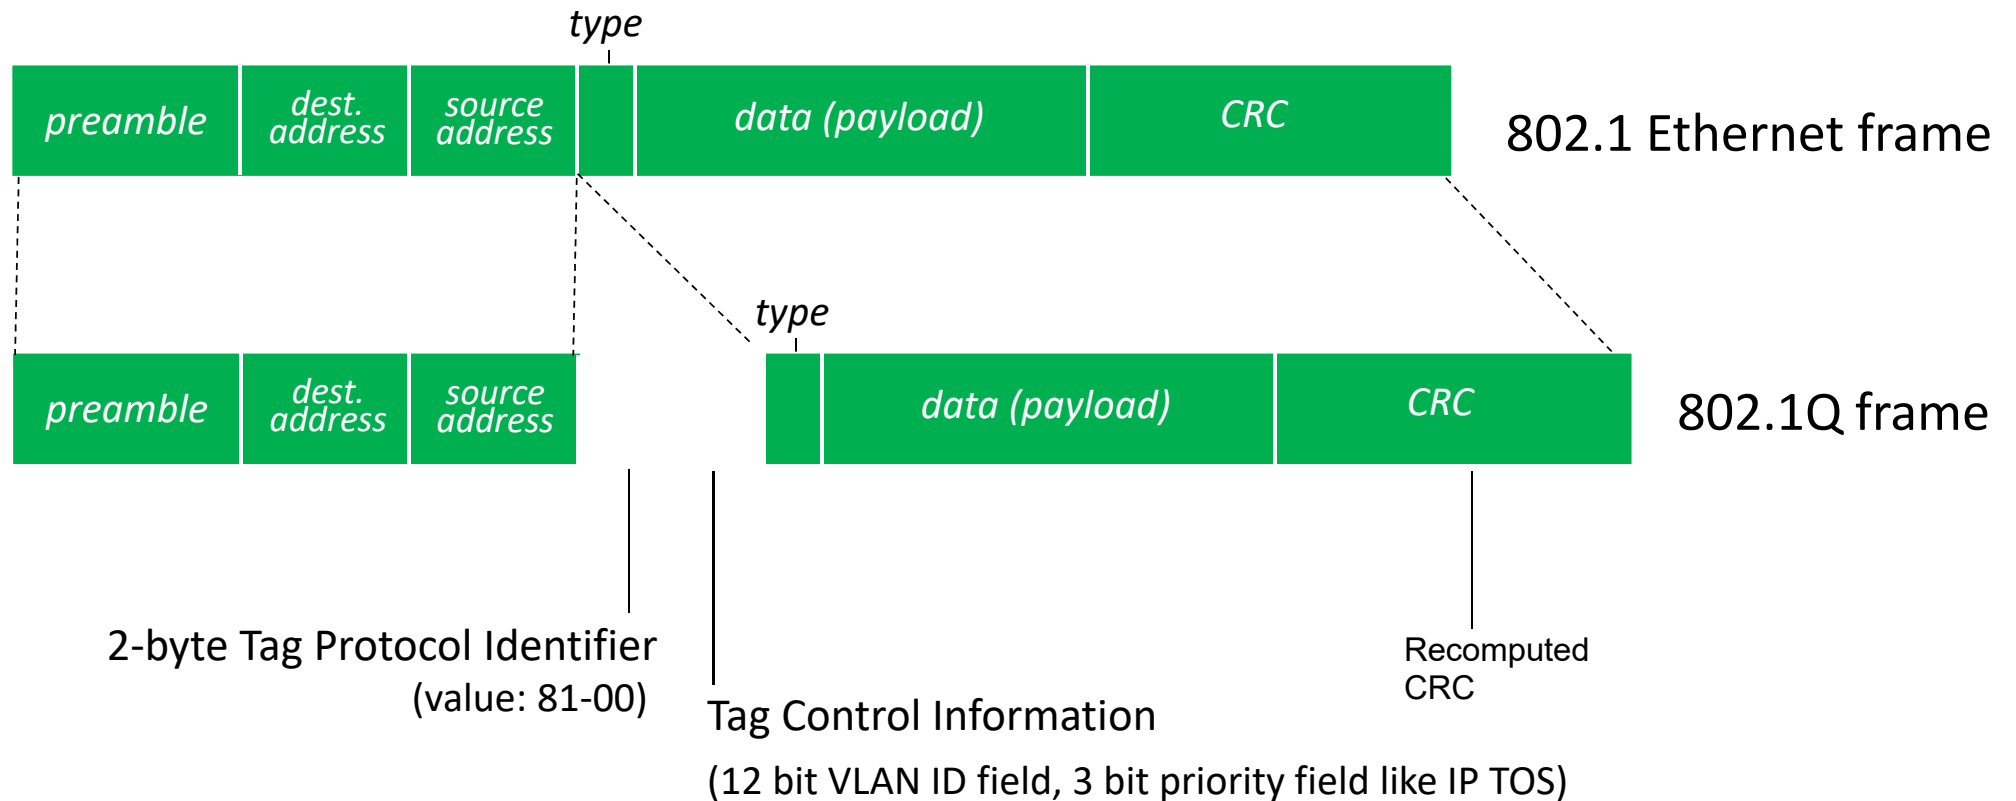 type
preamble
dest.
address
source
address
data (payload)
CRC
802.1 Ethernet frame
type
preamble
dest.
address
source
address
data (payload)
CRC
802.1Q frame
2-byte Tag Protocol Identifier
(value: 81-00)
Recomputed
CRC
Tag Control Information
(12 bit VLAN ID field, 3 bit priority field like IP TOS)